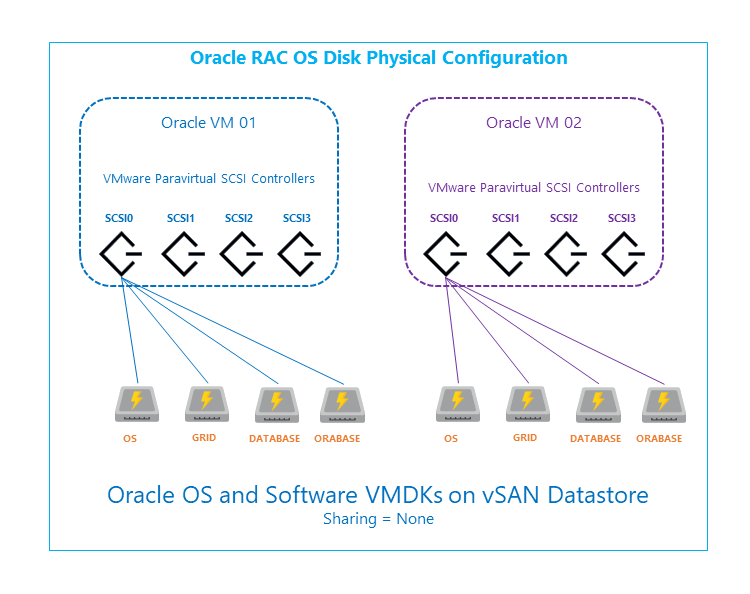 Oracle RAC OS Disk Physical Configuration
Oracle VM 01
VMware Paravirtual SCSI Controllers
SCSI0 SCSI1 SCSI2 SCSI3
Oracle VM 02
VMware Paravirtual SCSI Controllers
SCSI0 SCSI1 SCSI2 SCSI3
OS GRID DATABASE ORABASE
OS GRID DATABASE ORABASE
Oracle OS and Software VMDKs on vSAN Datastore
Sharing = None